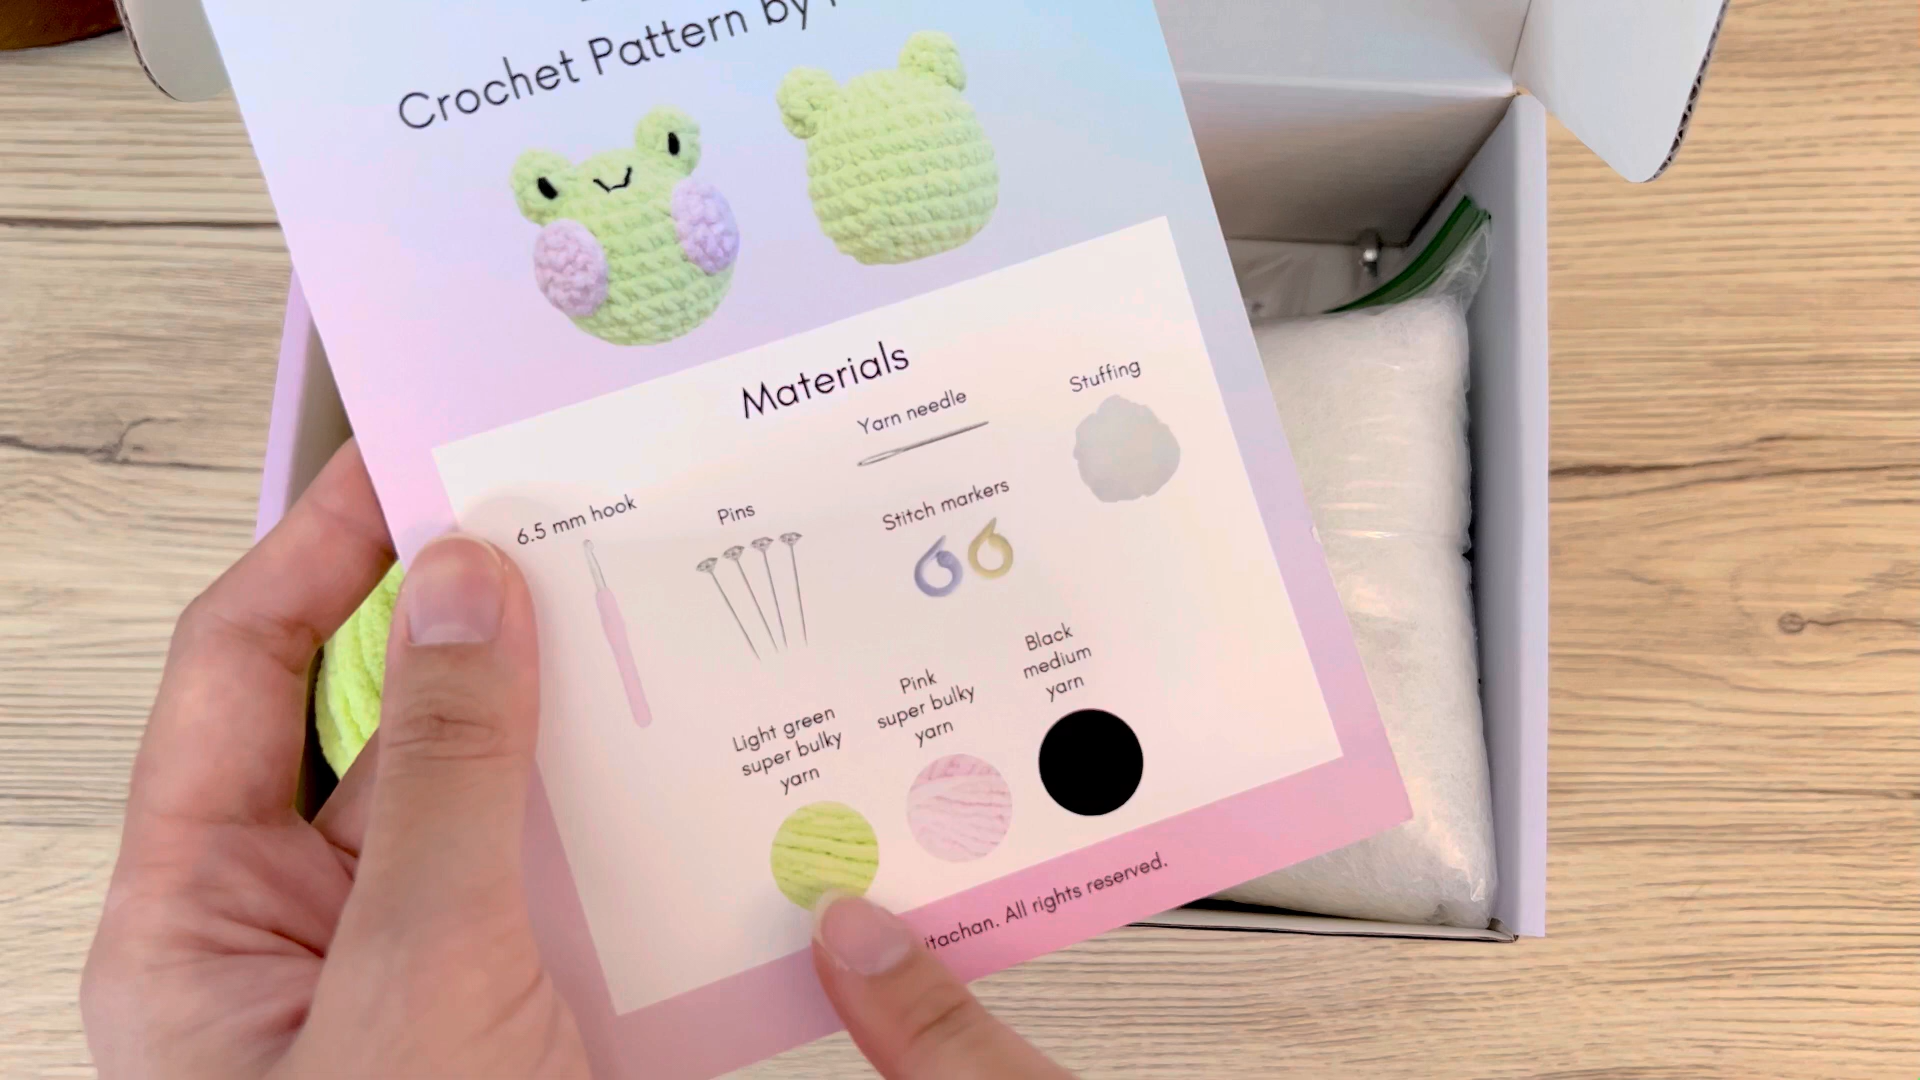 Crochet Pattern by
Materials
Yarn needle
Stuffing
6.5 mm hook
Pins
Stitch markers
Light green
super bulky
yarn
Pink
super bulky
yarn
Black
medium
yarn
itachan. All rights reserved.